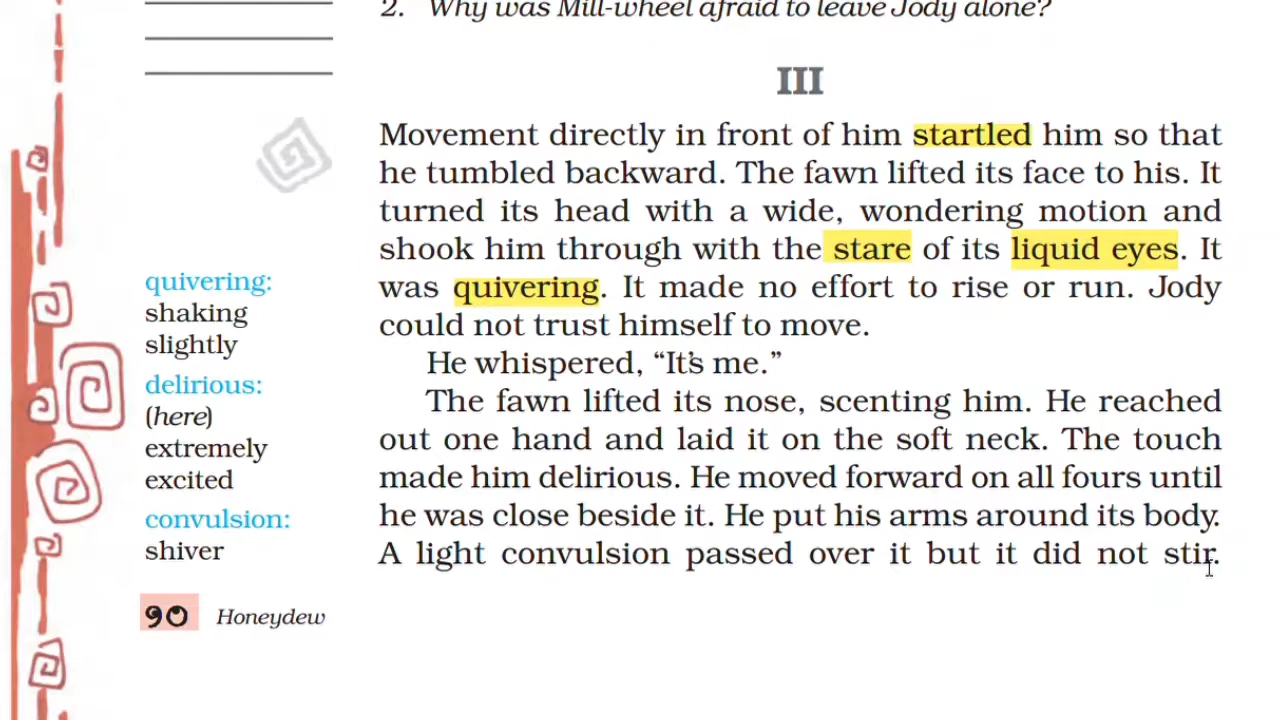 2. Why was Mill-wheel afraid to leave Jody alone?
III
Movement directly in front of him startled him so that
he tumbled backward. The fawn lifted its face to his. It
turned its head with a wide, wondering motion and
shook him through with the stare of its liquid eyes. It
was quivering. It made no effort to rise or run. Jody
could not trust himself to move.
He whispered, “It’s me.”
The fawn lifted its nose, scenting him. He reached
out one hand and laid it on the soft neck. The touch
made him delirious. He moved forward on all fours until
he was close beside it. He put his arms around its body.
A light convulsion passed over it but it did not stir.
quivering:
shaking
slightly
delirious:
(here)
extremely
excited
convulsion:
shiver
90 Honeydew